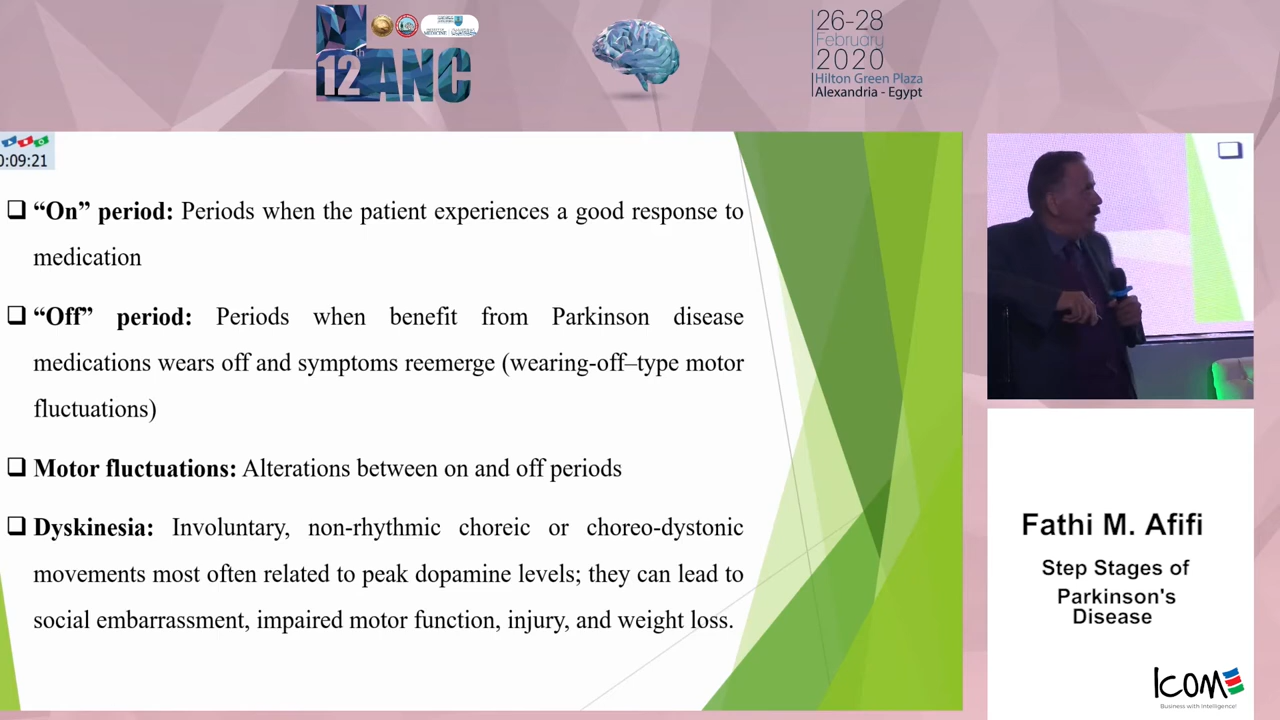 12
th
ANC
26-28
February
2020
Hilton Green Plaza
Alexandria - Egypt
0:09:21
❑ “On” period: Periods when the patient experiences a good response to
medication
❑ “Off” period: Periods when benefit from Parkinson disease
medications wears off and symptoms reemerge (wearing-off–type motor
fluctuations)
❑ Motor fluctuations: Alterations between on and off periods
❑ Dyskinesia: Involuntary, non-rhythmic choreic or choreo-dystonic
movements most often related to peak dopamine levels; they can lead to
social embarrassment, impaired motor function, injury, and weight loss.
Fathi M. Afifi
Step Stages of
Parkinson's
Disease
ICOM
Business with Intelligence!